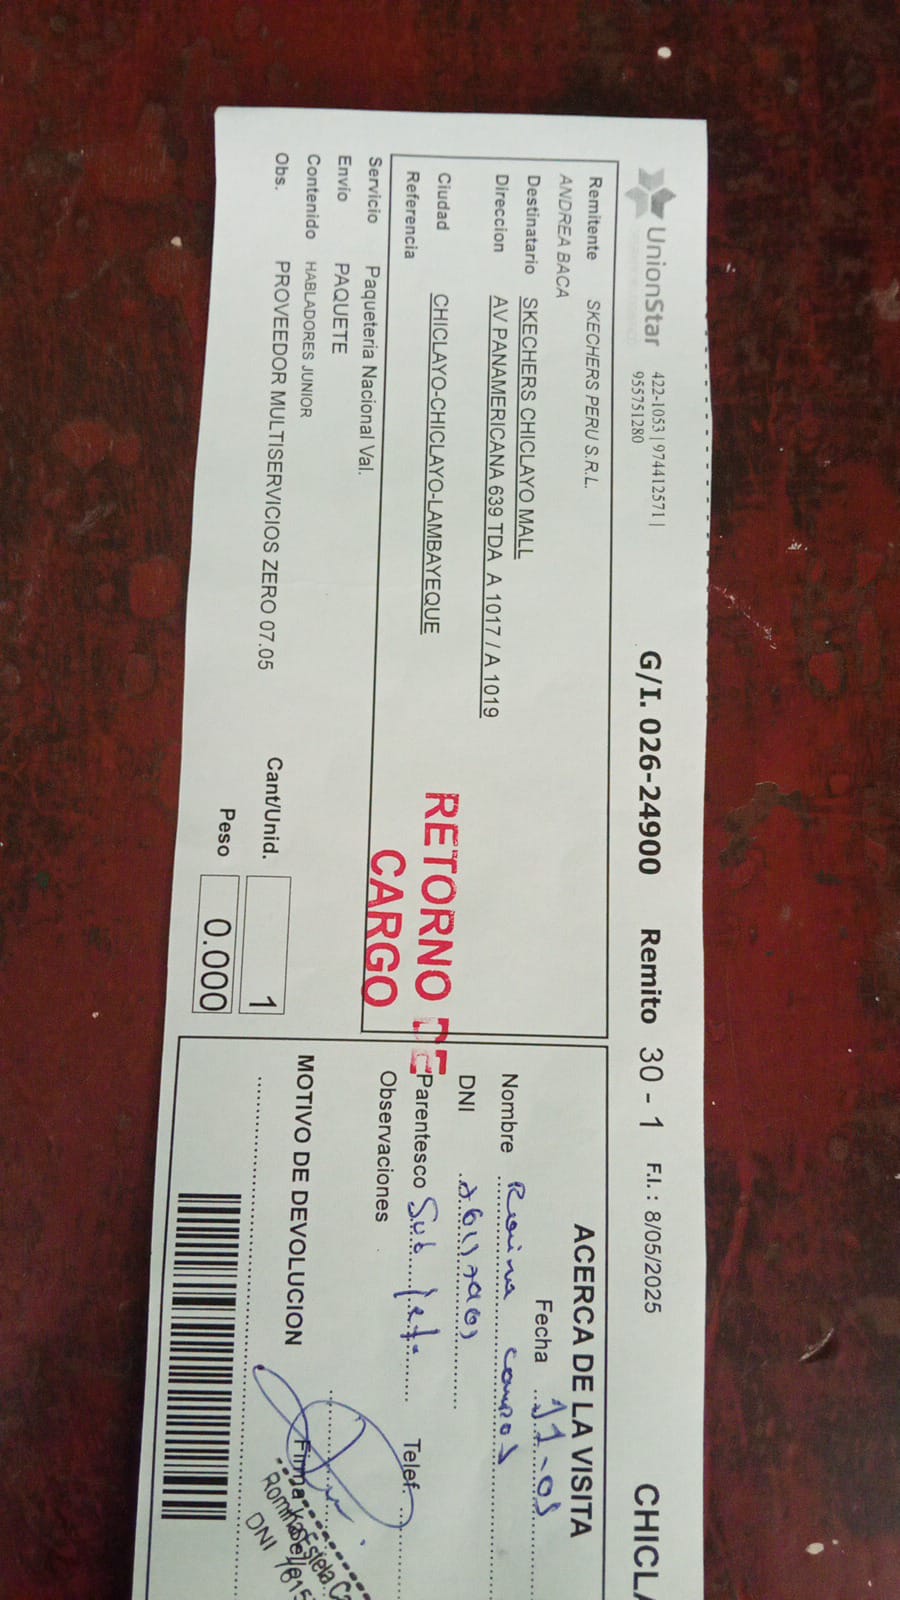 UnionStar
422-1053 | 974412571 |
955751280
G/I. 026-24900 Remito 30 - 1 F.I. : 8/05/2025 CHICLA
Remitente SKECHERS PERU S.R.L.
ANDREA BACA
Destinatario SKECHERS CHICLAYO MALL
Direccion AV PANAMERICANA 639 TDA A 1017 / A 1019
Ciudad CHICLAYO-CHICLAYO-LAMBAYEQUE
Referencia
RETORNO DE
CARGO
Servicio Paqueteria Nacional Val.
Envio PAQUETE
Contenido HABLADORES JUNIOR
Obs. PROVEEDOR MULTISERVICIOS ZERO 07.05
Cant/Unid. 1
Peso 0.000
ACERCA DE LA VISITA
Fecha 11-05
Nombre Romina Campos
DNI
Parentesco Sub jefe Telef
Observaciones
MOTIVO DE DEVOLUCION
Firma
DNI